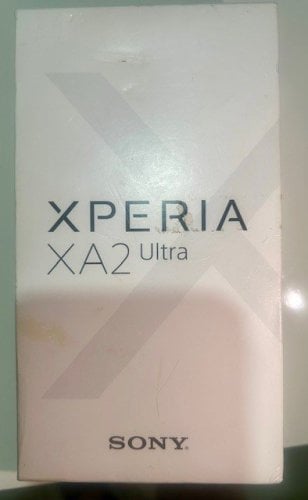 XPERIA
XA2 Ultra
SONY